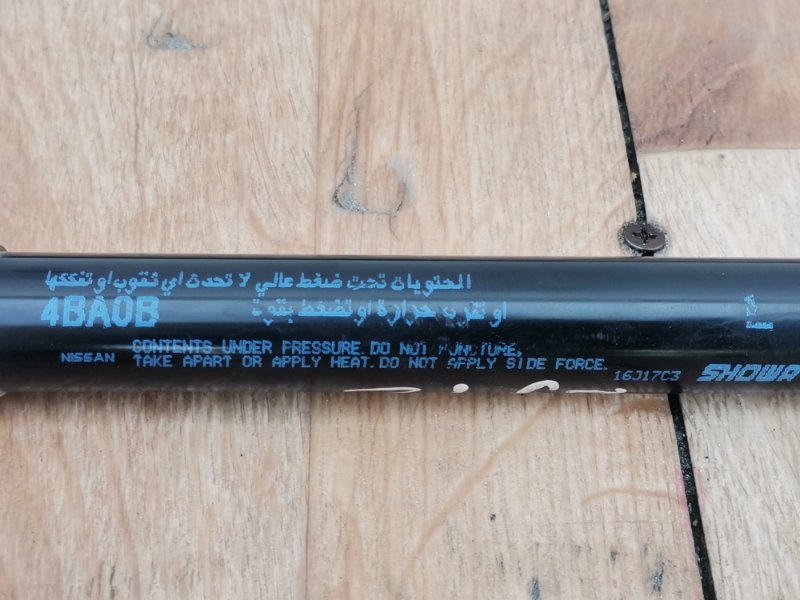 المحتويات تحت ضغط عالي لا تحدث اي ثقوب او تفككها
4BA0B او تقرب حرارة او تضغط بقوة
CONTENTS UNDER PRESSURE.DO NOT PUNCTURE,
NISSAN TAKE APART OR APPLY HEAT.DO NOT APPLY SIDE FORCE.
16J17C3 SHOWA